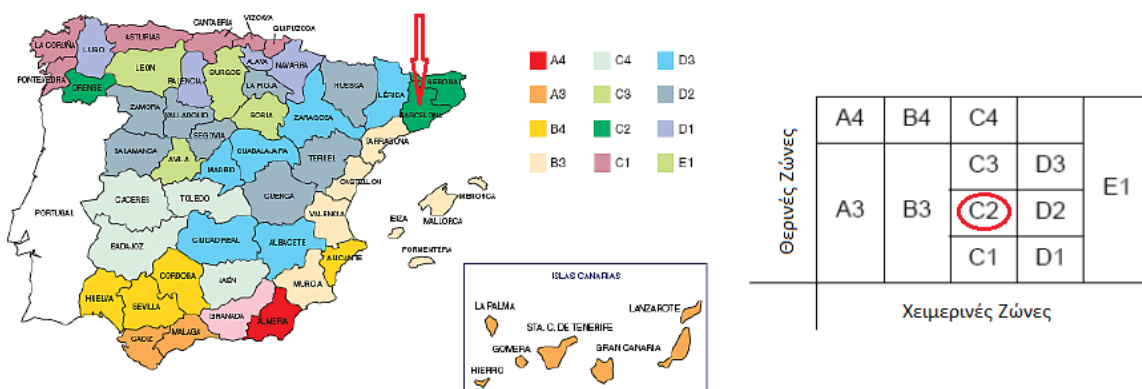 CANTABRIA
VIZCAYA
GUIPUZCOA
LA CORUÑA
LUGO
ASTURIAS
ALAVA
NAVARRA
PONTEVEDRA
ORENSE
LEON
PALENCIA
BURGOS
LA RIOJA
HUESCA
LÉRIDA
GERONA
BARCELONA
ZAMORA
VALLADOLID
SORIA
ZARAGOZA
TARRAGONA
SEGOVIA
SALAMANCA
AVILA
GUADALAJARA
MADRID
TERUEL
CASTELLON
MENORCA
MALLORCA
IBIZA
FORMENTERA
PORTUGAL
CACERES
TOLEDO
CUENCA
VALENCIA
BADAJOZ
CIUDAD REAL
ALBACETE
ALICANTE
CORDOBA
JAÉN
MURCIA
HUELVA
SEVILLA
GRANADA
ALMERA
CADIZ
MALAGA
ISLAS CANARIAS
LA PALMA
LANZAROTE
STA. C. DE TENERIFE
GOMERA
GRAN CANARIA
HIERRO
A4 C4 D3
A3 C3 D2
B4 C2 D1
B3 C1 E1
Θερινές Ζώνες
A4 B4 C4
C3 D3
A3 B3 C2 D2 E1
C1 D1
Χειμερινές Ζώνες